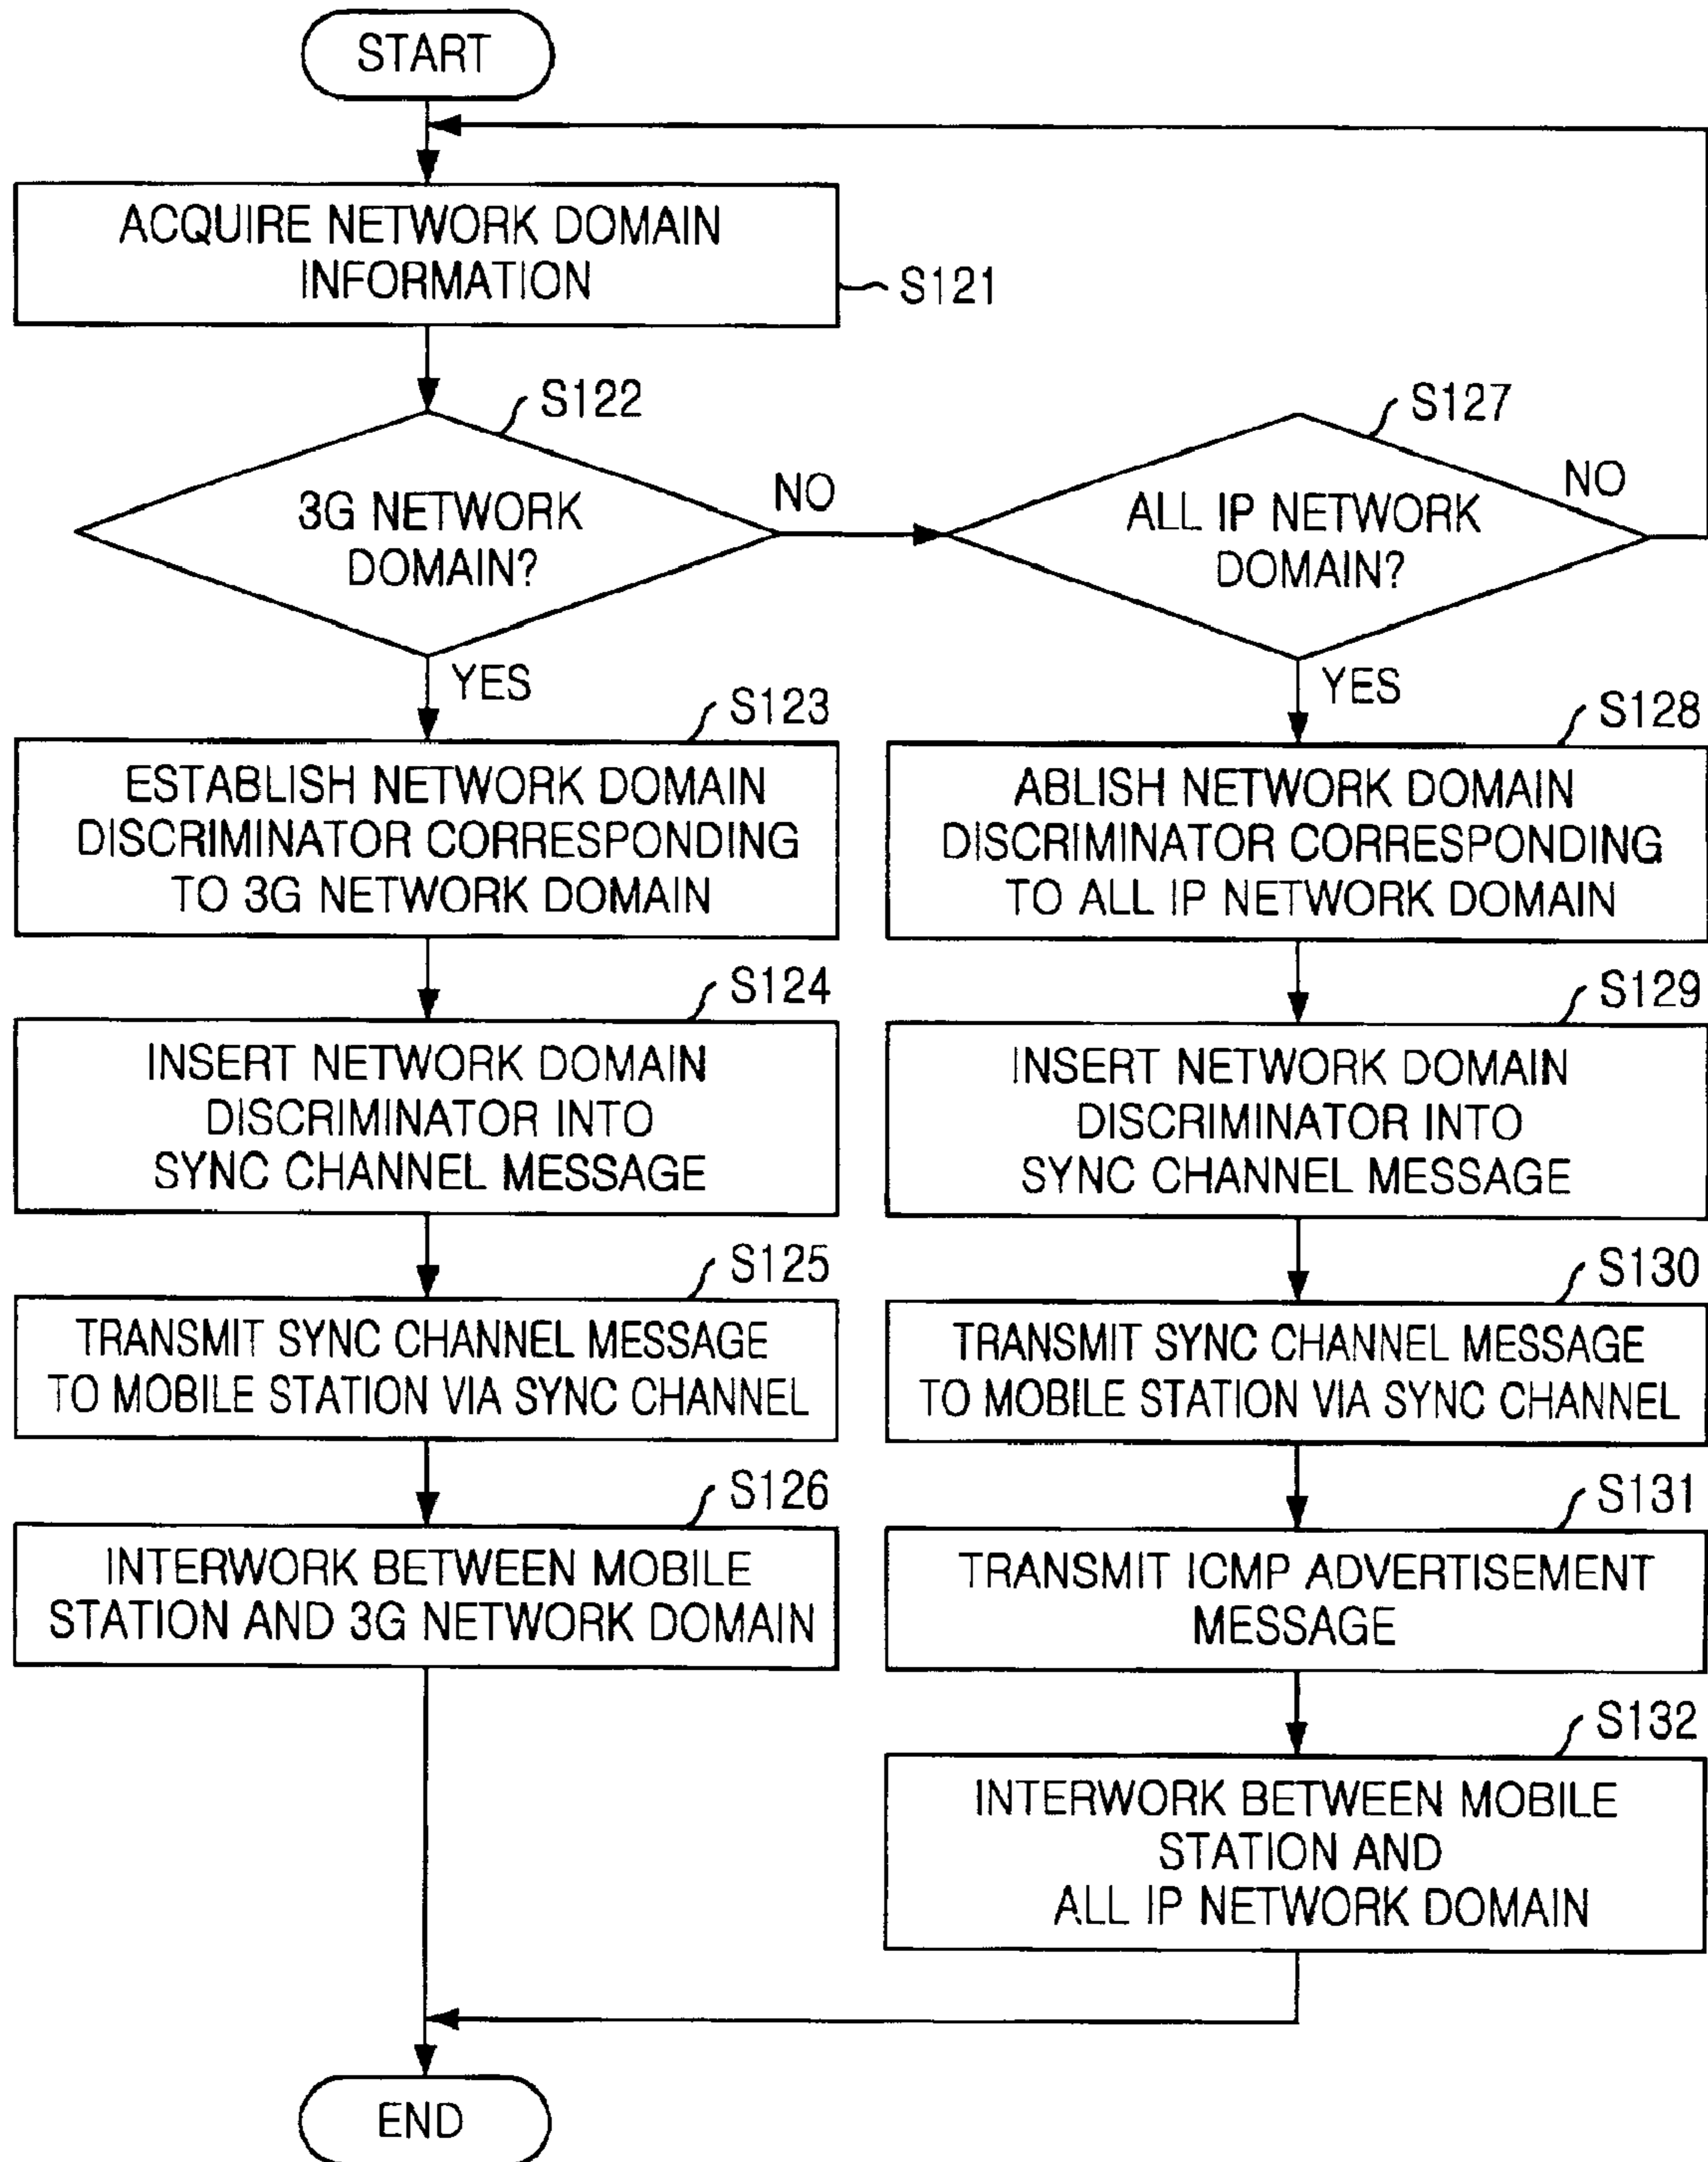 START
ACQUIRE NETWORK DOMAIN
INFORMATION
S121
S122
3G NETWORK
DOMAIN?
NO
YES
S127
ALL IP NETWORK
DOMAIN?
NO
YES
S123
ESTABLISH NETWORK DOMAIN
DISCRIMINATOR CORRESPONDING
TO 3G NETWORK DOMAIN
S124
INSERT NETWORK DOMAIN
DISCRIMINATOR INTO
SYNC CHANNEL MESSAGE
S125
TRANSMIT SYNC CHANNEL MESSAGE
TO MOBILE STATION VIA SYNC CHANNEL
S126
INTERWORK BETWEEN MOBILE
STATION AND 3G NETWORK DOMAIN
S128
ABLISH NETWORK DOMAIN
DISCRIMINATOR CORRESPONDING
TO ALL IP NETWORK DOMAIN
S129
INSERT NETWORK DOMAIN
DISCRIMINATOR INTO
SYNC CHANNEL MESSAGE
S130
TRANSMIT SYNC CHANNEL MESSAGE
TO MOBILE STATION VIA SYNC CHANNEL
S131
TRANSMIT ICMP ADVERTISEMENT
MESSAGE
S132
INTERWORK BETWEEN MOBILE
STATION AND
ALL IP NETWORK DOMAIN
END